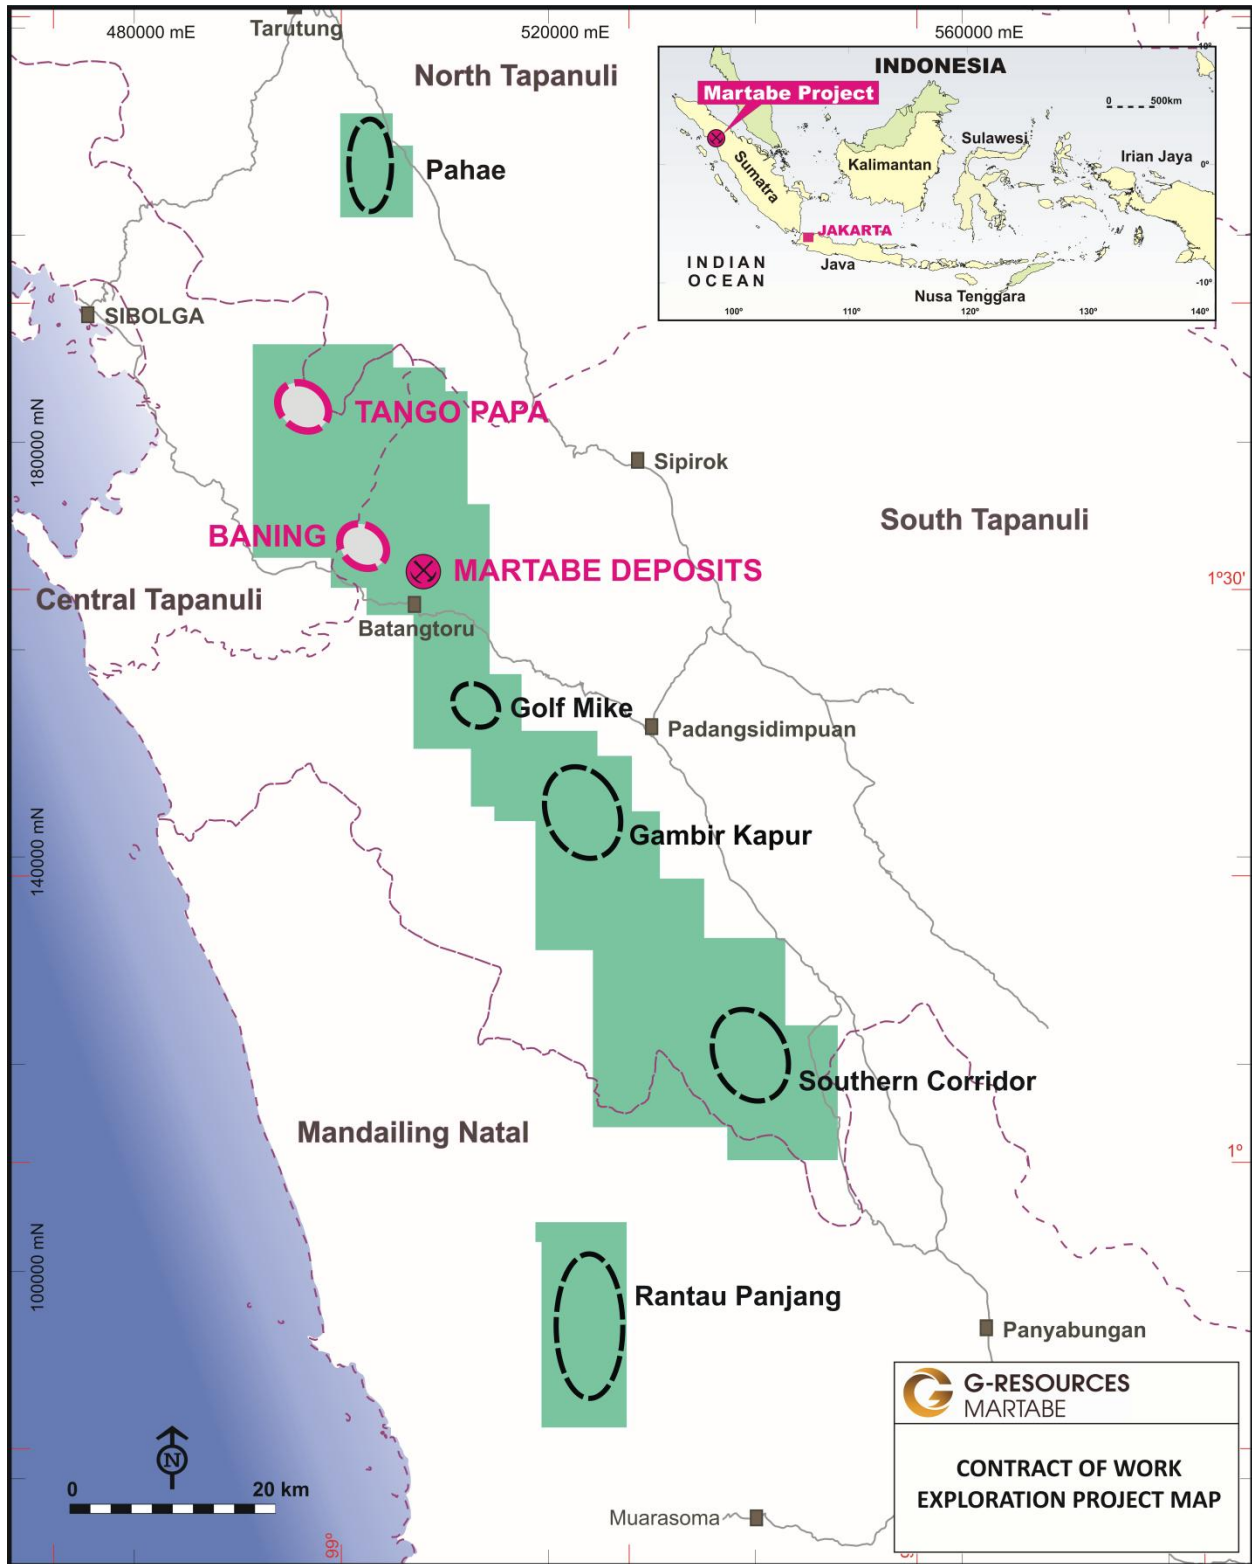 480000 mE
520000 mE
560000 mE
Tarutung
North Tapanuli
INDONESIA
Martabe Project
0 500km
10°
Sulawesi
Irian Jaya
Kalimantan
0°
Sumatra
JAKARTA
INDIAN
OCEAN
Java
Nusa Tenggara
-10°
100°
110°
120°
130°
140°
Pahae
SIBOLGA
TANGO PAPA
180000 mN
Sipirok
South Tapanuli
BANING
MARTABE DEPOSITS
1°30'
Central Tapanuli
Batangtoru
Golf Mike
Padangsidimpuan
Gambir Kapur
140000 mN
Southern Corridor
Mandailing Natal
1°
100000 mN
Rantau Panjang
Panyabungan
G
G-RESOURCES
MARTABE
N
0 20 km
CONTRACT OF WORK
EXPLORATION PROJECT MAP
Muarasoma
99°